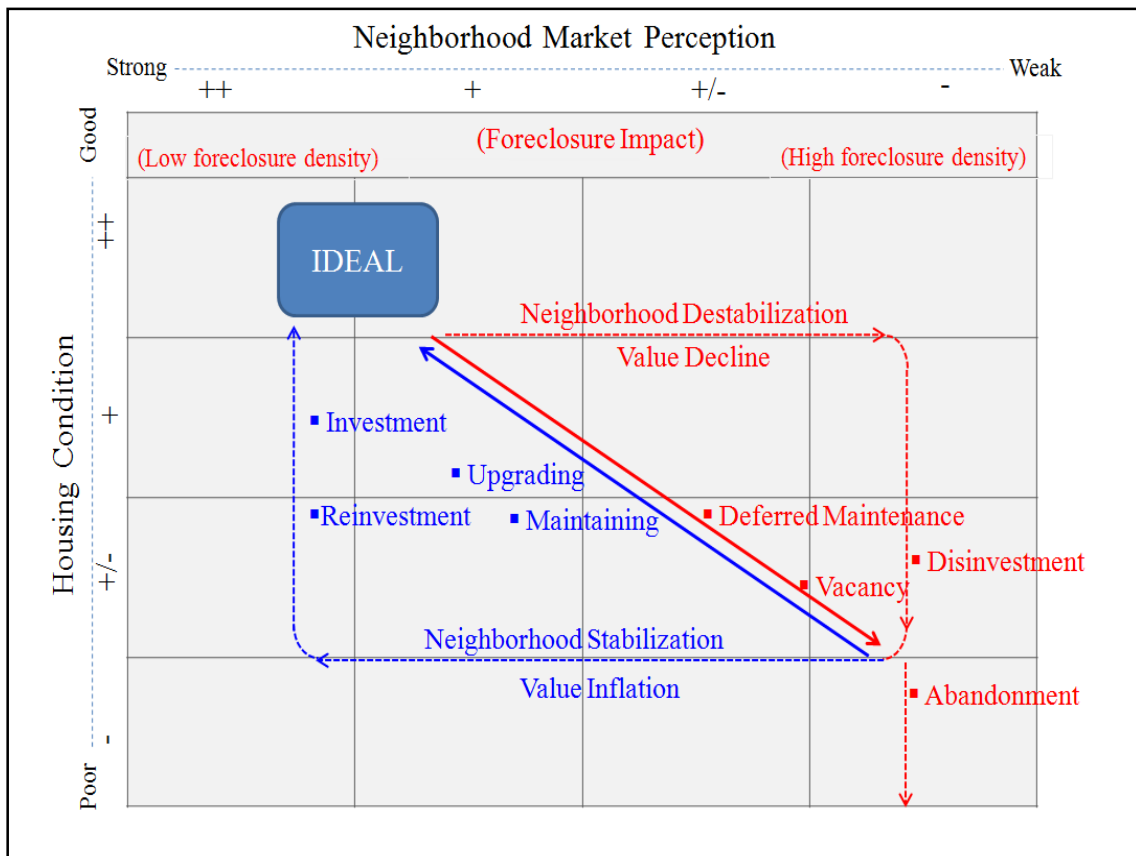 Neighborhood Market Perception
Strong
Weak
++
+
+/-
-
Good
(Foreclosure Impact)
(Low foreclosure density)
(High foreclosure density)
++
IDEAL
Neighborhood Destabilization
Value Decline
Housing Condition
+
Investment
Upgrading
Reinvestment
Maintaining
Deferred Maintenance
+/-
Disinvestment
Vacancy
Neighborhood Stabilization
Value Inflation
Abandonment
-
Poor